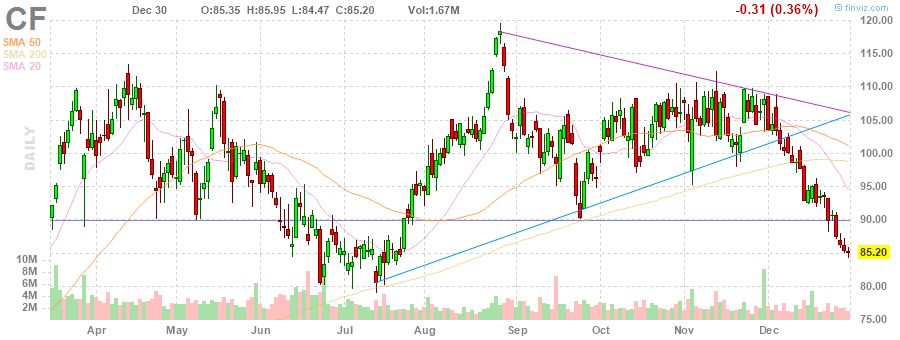 CF Dec 30 O:85.35 H:85.95 L:84.47 C:85.20 Vol:1.67M -0.31 (0.36%) © finviz.com
SMA 50
SMA 200
SMA 20
DAILY
120.00
115.00
110.00
105.00
100.00
95.00
90.00
85.20
80.00
75.00
10M
8M
6M
4M
2M
Apr May Jun Jul Aug Sep Oct Nov Dec